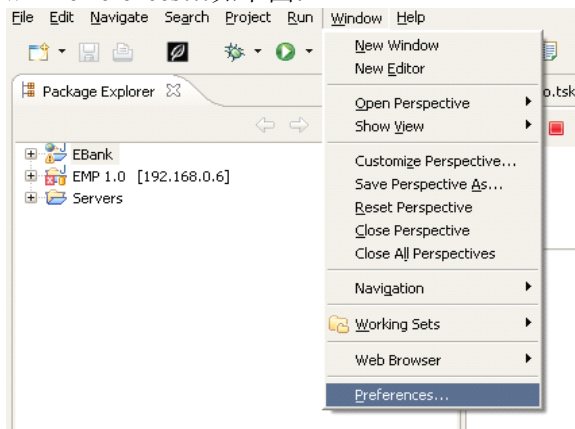 File Edit Navigate Search Project Run Window Help
New Window
New Editor
Package Explorer
o.tsk
Open Perspective
Show View
EBank
EMP 1.0 [192.168.0.6]
Servers
Customize Perspective...
Save Perspective As...
Reset Perspective
Close Perspective
Close All Perspectives
Navigation
Working Sets
Web Browser
Preferences...